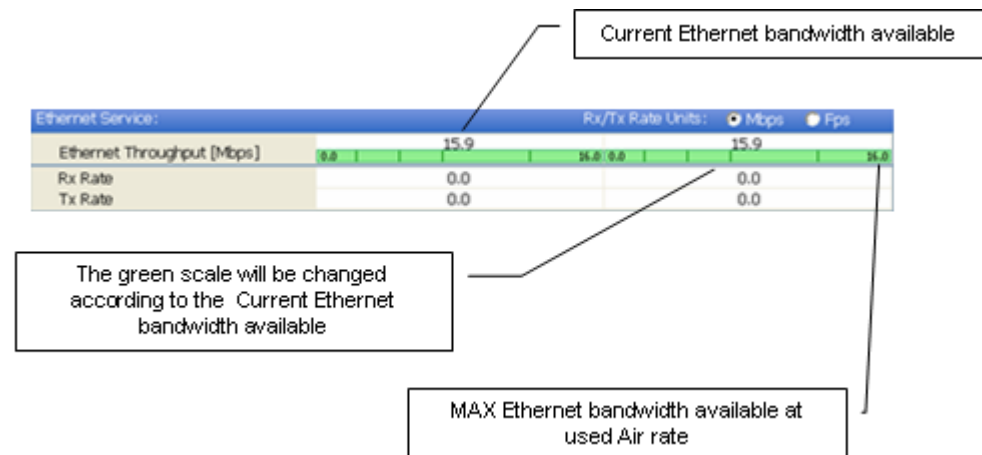 Current Ethernet bandwidth available
Ethernet Service: Rx/Tx Rate Units: Mbps Fps
Ethernet Throughput [Mbps] 15.9 15.9
0.0 16.0 0.0 16.0
Rx Rate 0.0 0.0
Tx Rate 0.0 0.0
The green scale will be changed
according to the Current Ethernet
bandwidth available
MAX Ethernet bandwidth available at
used Air rate